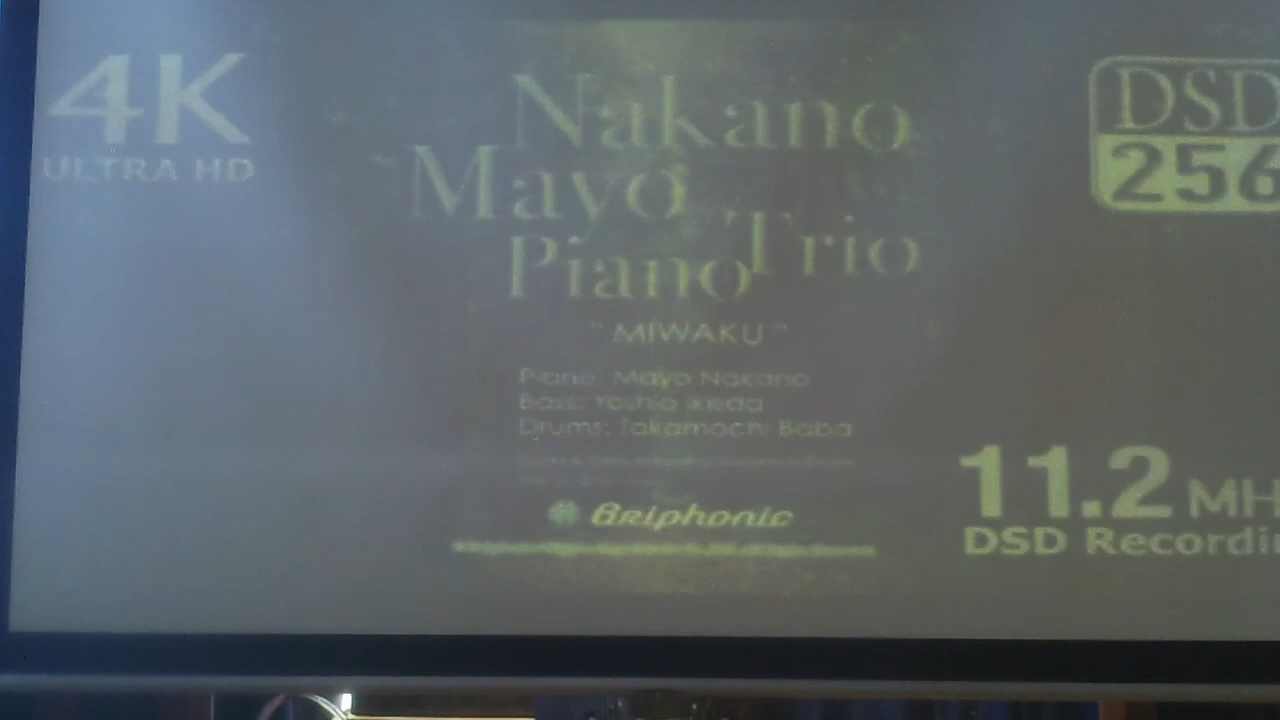 4K
ULTRA HD
Nakano
Mayo
Piano Trio
"MIWAKU"
Piano: Mayo Nakano
Bass: Yoshio Ikeda
Drums: Takamochi Baba
Briphonic
DSD
256
11.2 MH
DSD Recordi